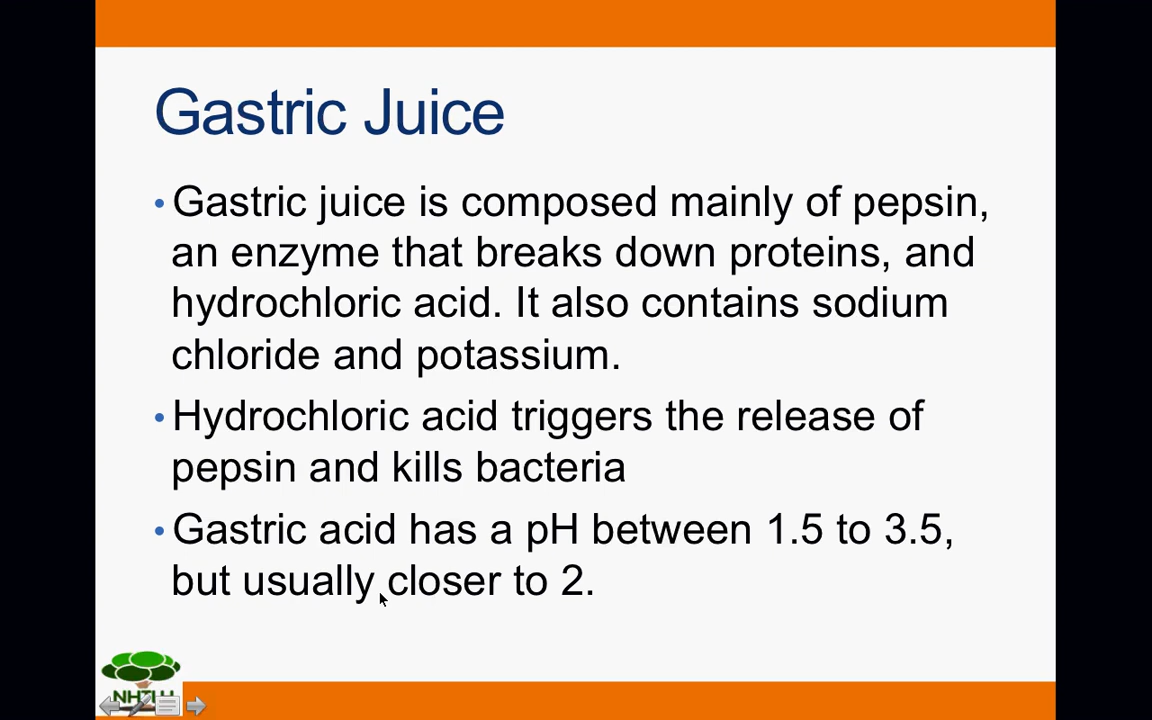 Gastric Juice
• Gastric juice is composed mainly of pepsin,
an enzyme that breaks down proteins, and
hydrochloric acid. It also contains sodium
chloride and potassium.
• Hydrochloric acid triggers the release of
pepsin and kills bacteria
• Gastric acid has a pH between 1.5 to 3.5,
but usually closer to 2.